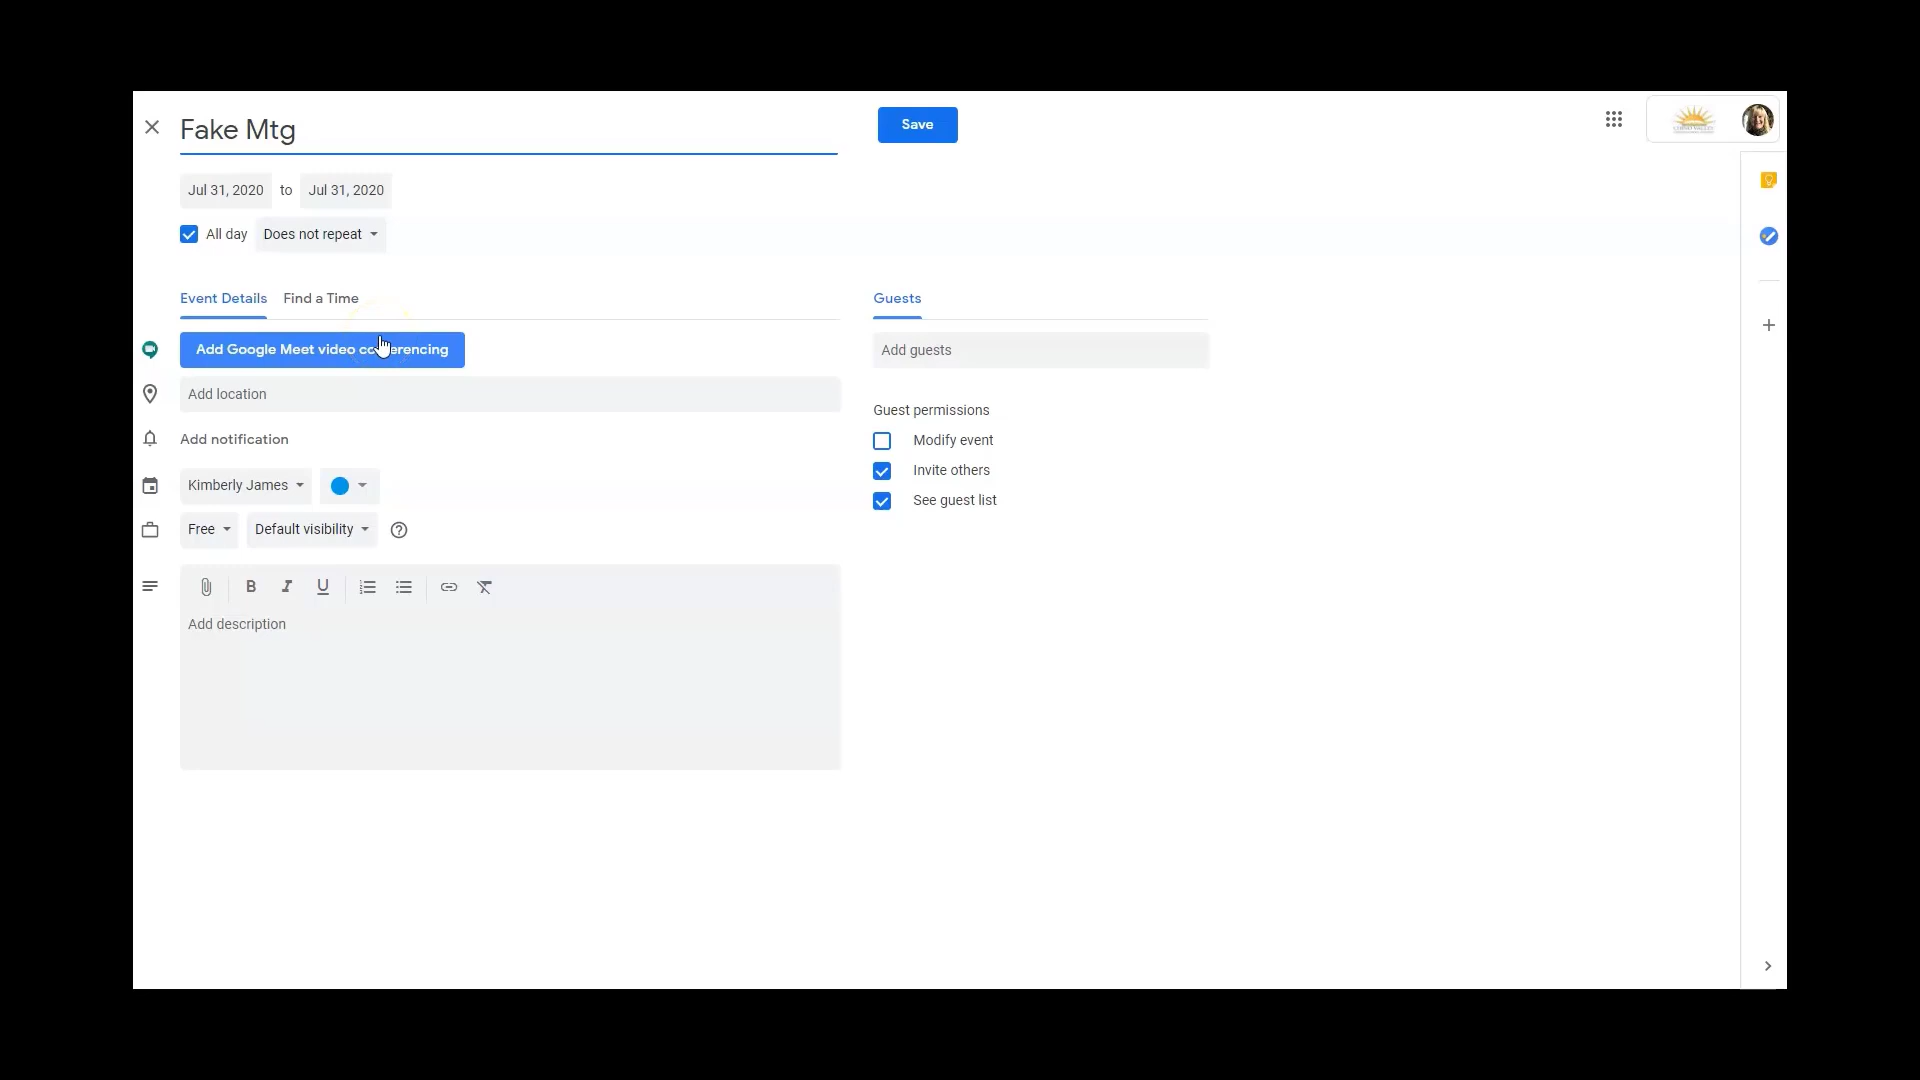 Fake Mtg
Save
Jul 31, 2020 to Jul 31, 2020
All day Does not repeat
Event Details Find a Time
Guests
Add Google Meet video co erencing
Add guests
Add location
Guest permissions
Add notification
Modify event
Invite others
Kimberly James
See guest list
Free Default visibility
B I U
Add description